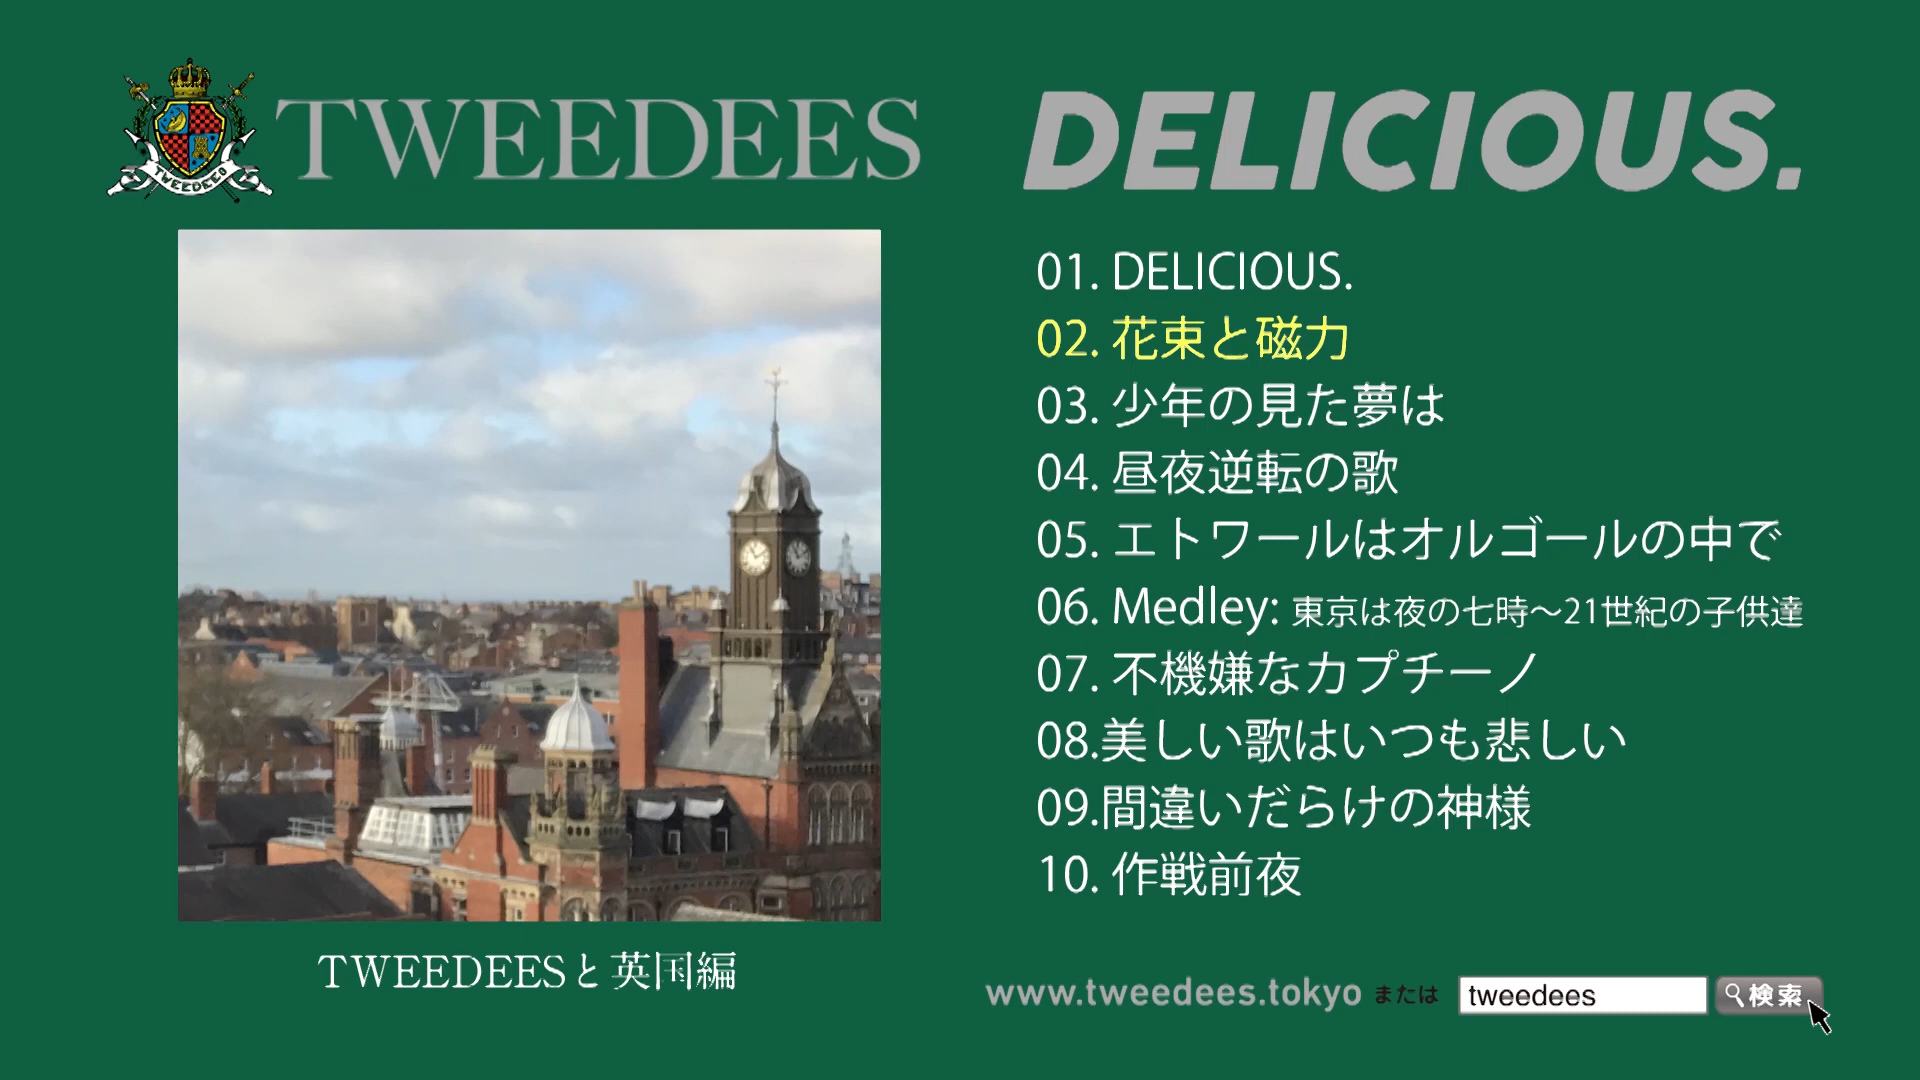 TWEEDEES
TWEEDEES
DELICIOUS.
01. DELICIOUS.
02. 花束と磁力
03. 少年の見た夢は
04. 昼夜逆転の歌
05. エトワールはオルゴールの中で
06. Medley: 東京は夜の七時～21世紀の子供達
07. 不機嫌なカプチーノ
08.美しい歌はいつも悲しい
09.間違いだらけの神様
10. 作戦前夜
TWEEDEESと英国編
www.tweedees.tokyo または tweedees 検索